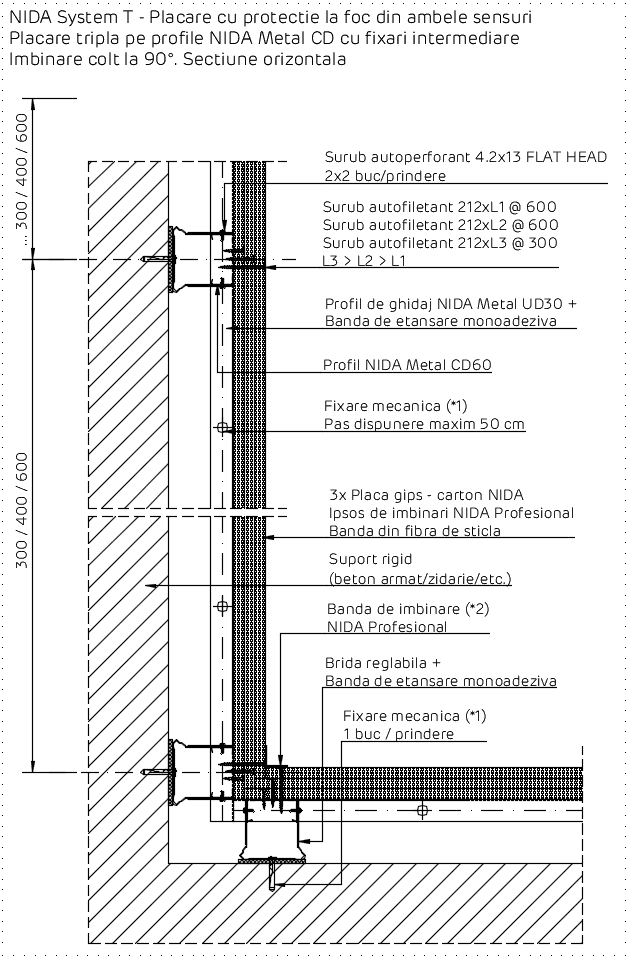 NIDA System T - Placare cu protectie la foc din ambele sensuri
Placare tripla pe profile NIDA Metal CD cu fixari intermediare
Imbinare colt la 90°. Sectiune orizontala
... 300 / 400 / 600
Surub autoperforant 4.2x13 FLAT HEAD
2x2 buc/prindere
Surub autofiletant 212xL1 @ 600
Surub autofiletant 212xL2 @ 600
Surub autofiletant 212xL3 @ 300
L3 > L2 > L1
Profil de ghidaj NIDA Metal UD30 +
Banda de etansare monoadeziva
Profil NIDA Metal CD60
Fixare mecanica (*1)
Pas dispunere maxim 50 cm
300 / 400 / 600
3x Placa gips - carton NIDA
Ipsos de imbinari NIDA Profesional
Banda din fibra de sticla
Suport rigid
(beton armat/zidarie/etc.)
Banda de imbinare (*2)
NIDA Profesional
Brida reglabila +
Banda de etansare monoadeziva
Fixare mecanica (*1)
1 buc / prindere